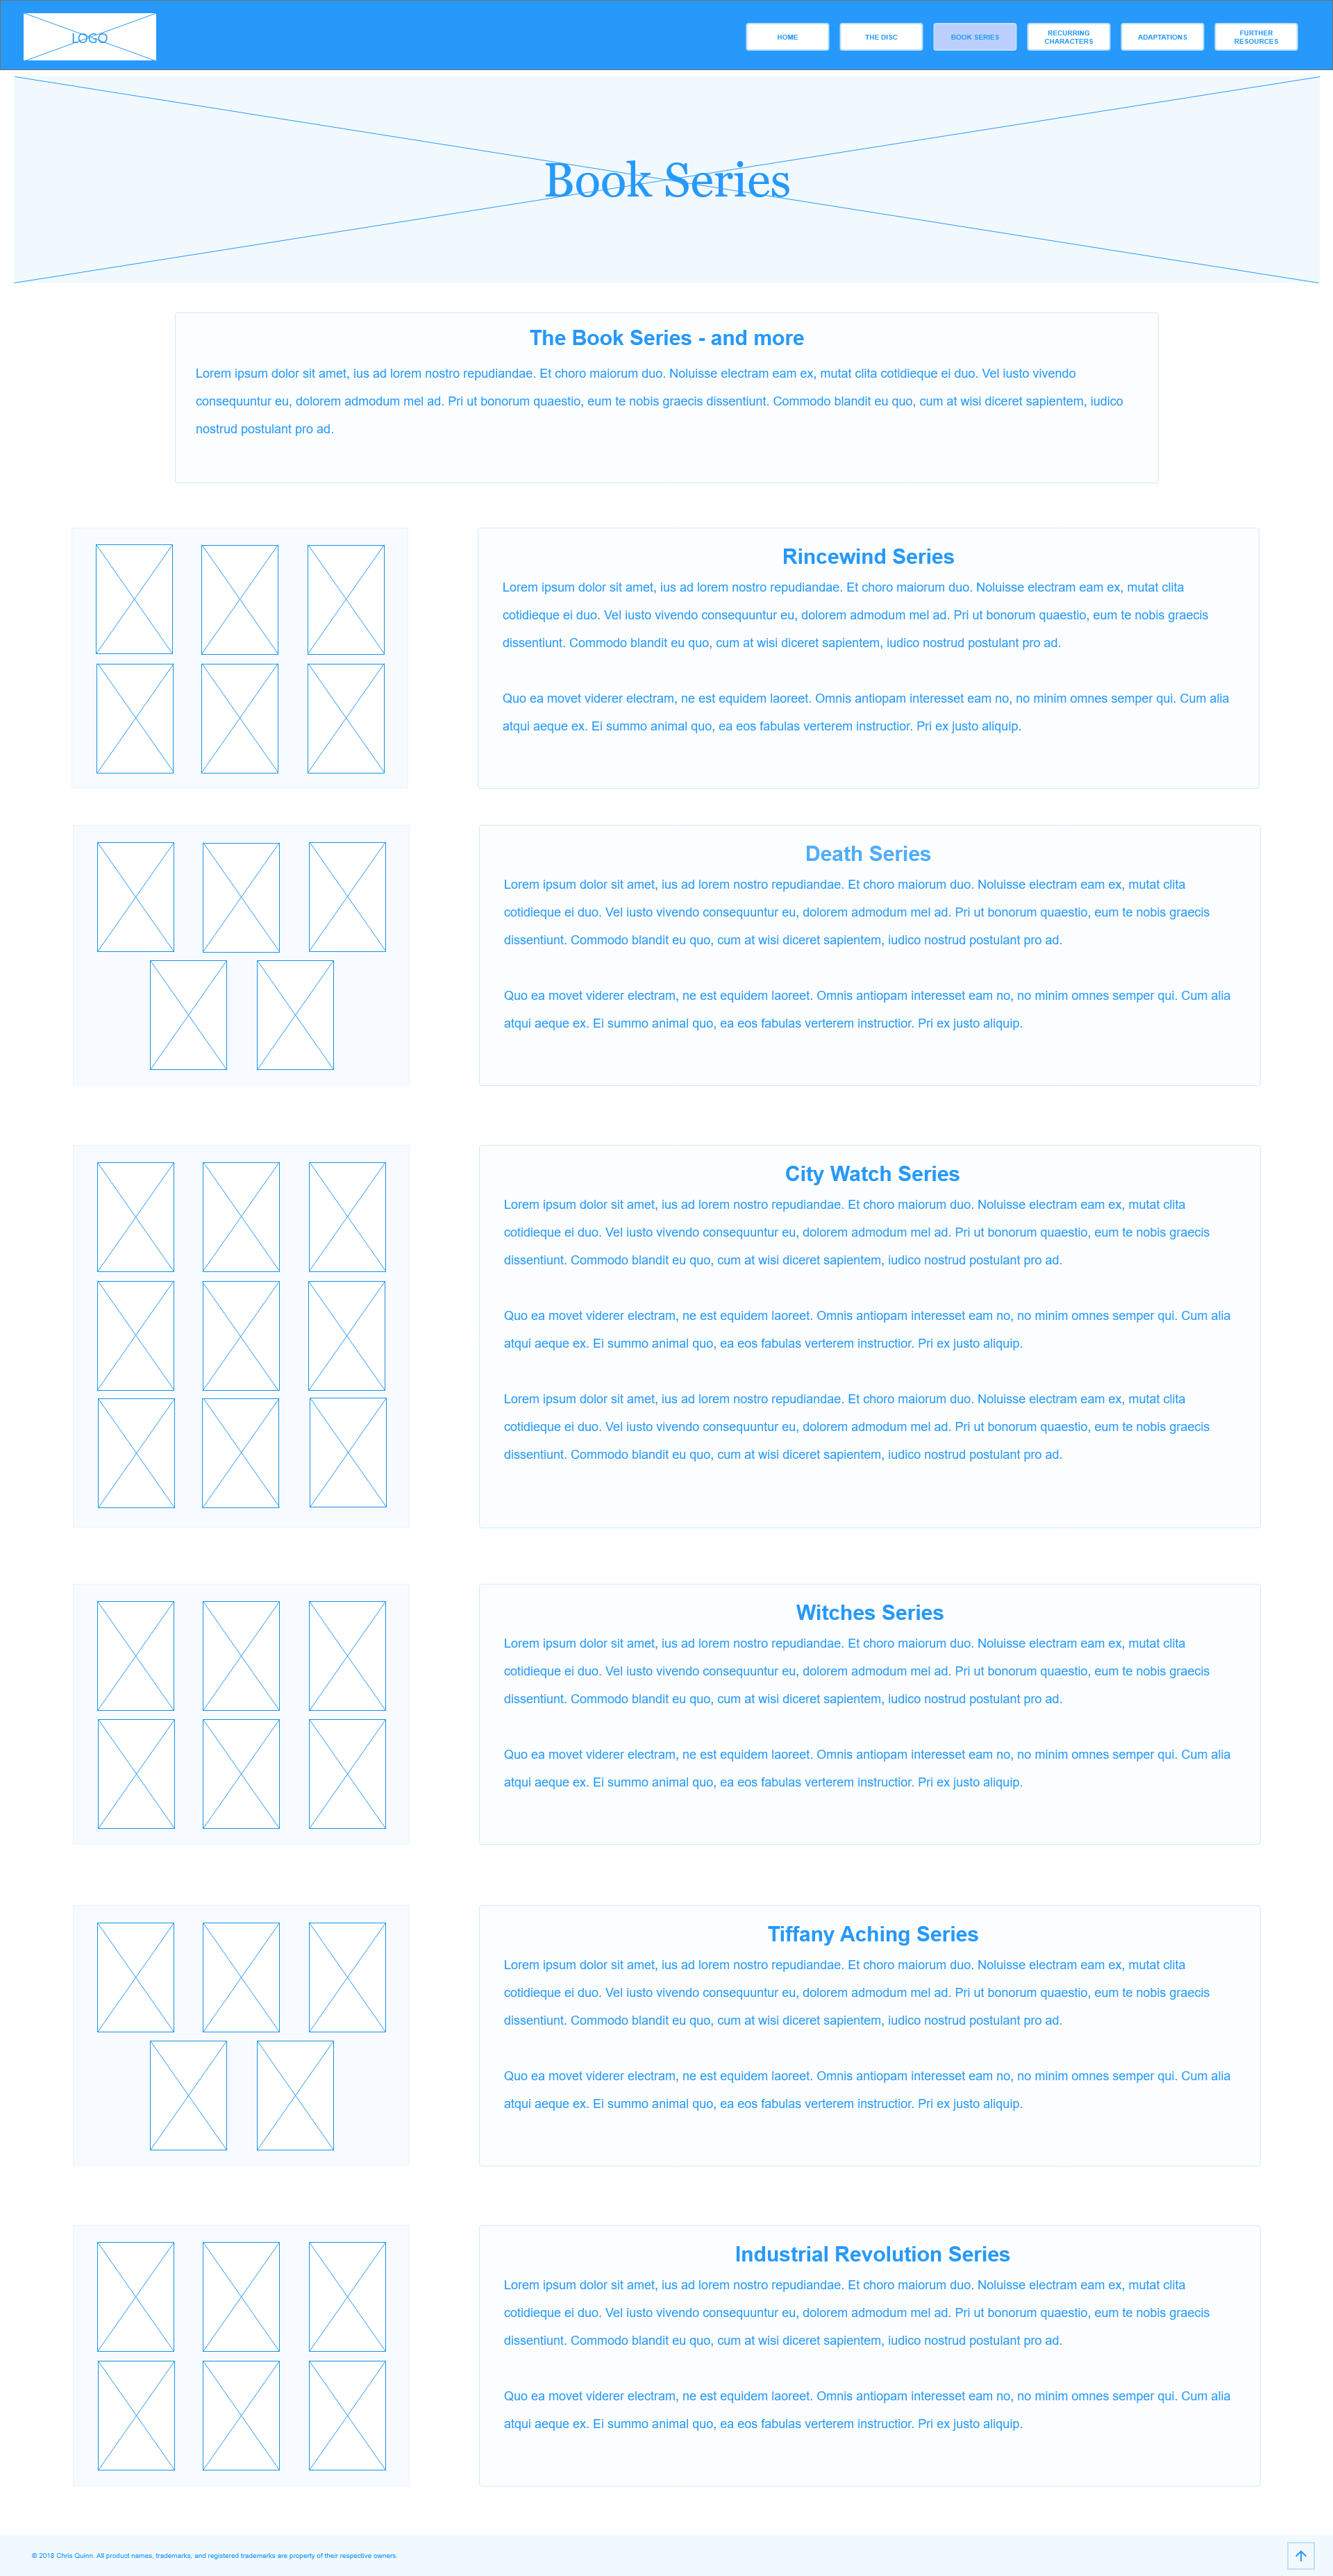 LOGO
HOME
THE DISC
BOOK SERIES
RECURRING
CHARACTERS
ADAPTATIONS
FURTHER
RESOURCES
Book Series
The Book Series - and more
Lorem ipsum dolor sit amet, ius ad lorem nostro repudiandae. Et choro maiorum duo. Noluisse electram eam ex, mutat clita cotidieque ei duo. Vel iusto vivendo
consequuntur eu, dolorem admodum mel ad. Pri ut bonorum quaestio, eum te nobis graecis dissentiunt. Commodo blandit eu quo, cum at wisi diceret sapientem, iudico
nostrud postulant pro ad.
Rincewind Series
Lorem ipsum dolor sit amet, ius ad lorem nostro repudiandae. Et choro maiorum duo. Noluisse electram eam ex, mutat clita
cotidieque ei duo. Vel iusto vivendo consequuntur eu, dolorem admodum mel ad. Pri ut bonorum quaestio, eum te nobis graecis
dissentiunt. Commodo blandit eu quo, cum at wisi diceret sapientem, iudico nostrud postulant pro ad.
Quo ea movet viderer electram, ne est equidem laoreet. Omnis antiopam interesset eam no, no minim omnes semper qui. Cum alia
atqui aeque ex. Ei summo animal quo, ea eos fabulas verterem instructior. Pri ex justo aliquip.
Death Series
Lorem ipsum dolor sit amet, ius ad lorem nostro repudiandae. Et choro maiorum duo. Noluisse electram eam ex, mutat clita
cotidieque ei duo. Vel iusto vivendo consequuntur eu, dolorem admodum mel ad. Pri ut bonorum quaestio, eum te nobis graecis
dissentiunt. Commodo blandit eu quo, cum at wisi diceret sapientem, iudico nostrud postulant pro ad.
Quo ea movet viderer electram, ne est equidem laoreet. Omnis antiopam interesset eam no, no minim omnes semper qui. Cum alia
atqui aeque ex. Ei summo animal quo, ea eos fabulas verterem instructior. Pri ex justo aliquip.
City Watch Series
Lorem ipsum dolor sit amet, ius ad lorem nostro repudiandae. Et choro maiorum duo. Noluisse electram eam ex, mutat clita
cotidieque ei duo. Vel iusto vivendo consequuntur eu, dolorem admodum mel ad. Pri ut bonorum quaestio, eum te nobis graecis
dissentiunt. Commodo blandit eu quo, cum at wisi diceret sapientem, iudico nostrud postulant pro ad.
Quo ea movet viderer electram, ne est equidem laoreet. Omnis antiopam interesset eam no, no minim omnes semper qui. Cum alia
atqui aeque ex. Ei summo animal quo, ea eos fabulas verterem instructior. Pri ex justo aliquip.
Lorem ipsum dolor sit amet, ius ad lorem nostro repudiandae. Et choro maiorum duo. Noluisse electram eam ex, mutat clita
cotidieque ei duo. Vel iusto vivendo consequuntur eu, dolorem admodum mel ad. Pri ut bonorum quaestio, eum te nobis graecis
dissentiunt. Commodo blandit eu quo, cum at wisi diceret sapientem, iudico nostrud postulant pro ad.
Witches Series
Lorem ipsum dolor sit amet, ius ad lorem nostro repudiandae. Et choro maiorum duo. Noluisse electram eam ex, mutat clita
cotidieque ei duo. Vel iusto vivendo consequuntur eu, dolorem admodum mel ad. Pri ut bonorum quaestio, eum te nobis graecis
dissentiunt. Commodo blandit eu quo, cum at wisi diceret sapientem, iudico nostrud postulant pro ad.
Quo ea movet viderer electram, ne est equidem laoreet. Omnis antiopam interesset eam no, no minim omnes semper qui. Cum alia
atqui aeque ex. Ei summo animal quo, ea eos fabulas verterem instructior. Pri ex justo aliquip.
Tiffany Aching Series
Lorem ipsum dolor sit amet, ius ad lorem nostro repudiandae. Et choro maiorum duo. Noluisse electram eam ex, mutat clita
cotidieque ei duo. Vel iusto vivendo consequuntur eu, dolorem admodum mel ad. Pri ut bonorum quaestio, eum te nobis graecis
dissentiunt. Commodo blandit eu quo, cum at wisi diceret sapientem, iudico nostrud postulant pro ad.
Quo ea movet viderer electram, ne est equidem laoreet. Omnis antiopam interesset eam no, no minim omnes semper qui. Cum alia
atqui aeque ex. Ei summo animal quo, ea eos fabulas verterem instructior. Pri ex justo aliquip.
Industrial Revolution Series
Lorem ipsum dolor sit amet, ius ad lorem nostro repudiandae. Et choro maiorum duo. Noluisse electram eam ex, mutat clita
cotidieque ei duo. Vel iusto vivendo consequuntur eu, dolorem admodum mel ad. Pri ut bonorum quaestio, eum te nobis graecis
dissentiunt. Commodo blandit eu quo, cum at wisi diceret sapientem, iudico nostrud postulant pro ad.
Quo ea movet viderer electram, ne est equidem laoreet. Omnis antiopam interesset eam no, no minim omnes semper qui. Cum alia
atqui aeque ex. Ei summo animal quo, ea eos fabulas verterem instructior. Pri ex justo aliquip.
© 2018 Chris Quinn. All product names, trademarks, and registered trademarks are property of their respective owners.